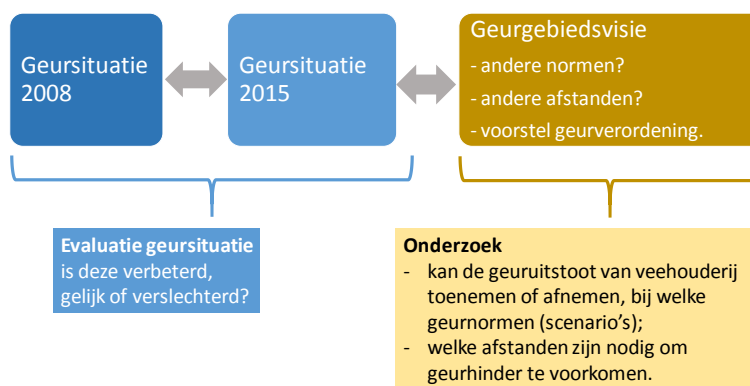 Geursituatie
2008
Geursituatie
2015
Geurgebiedsvisie
- andere normen?
- andere afstanden?
- voorstel geurverordening.
Evaluatie geursituatie
is deze verbeterd,
gelijk of verslechterd?
Onderzoek
- kan de geuruitstoot van veehouderij
toenemen of afnemen, bij welke
geurnormen (scenario's);
- welke afstanden zijn nodig om
geurhinder te voorkomen.